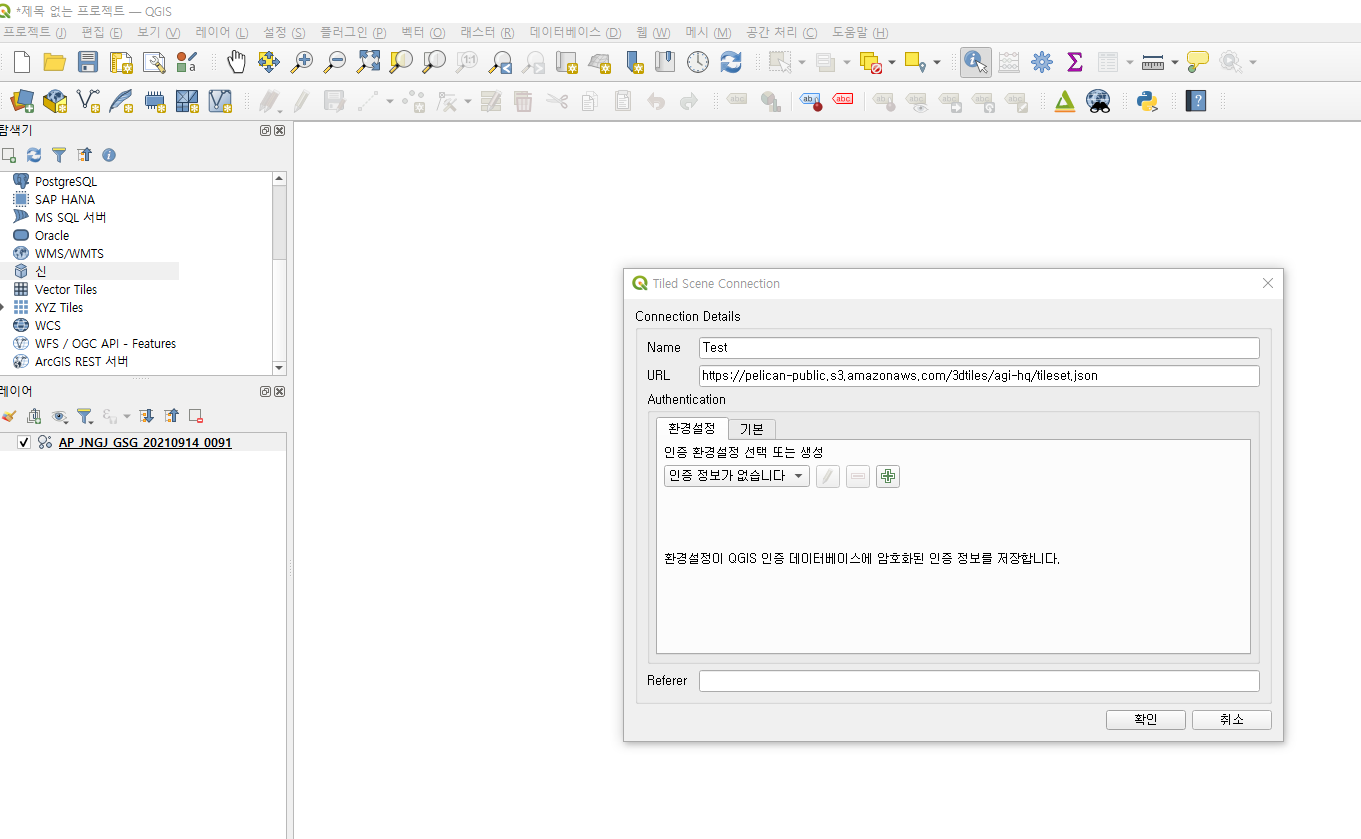 *제목 없는 프로젝트 — QGIS
프로젝트 (J) 편집 (E) 보기 (V) 레이어 (L) 설정 (S) 플러그인 (P) 벡터 (O) 래스터 (R) 데이터베이스 (D) 웹 (W) 메시 (M) 공간 처리 (C) 도움말 (H)
탐색기
PostgreSQL
SAP HANA
MS SQL 서버
Oracle
WMS/WMTS
신
Vector Tiles
XYZ Tiles
WCS
WFS / OGC API - Features
ArcGIS REST 서버
레이어
AP_JNGJ_GSG_20210914_0091
Tiled Scene Connection
Connection Details
Name Test
URL https://pelican-public.s3.amazonaws.com/3dtiles/agi-hq/tileset.json
Authentication
환경설정 기본
인증 환경설정 선택 또는 생성
인증 정보가 없습니다
환경설정이 QGIS 인증 데이터베이스에 암호화된 인증 정보를 저장합니다.
Referer
확인 취소